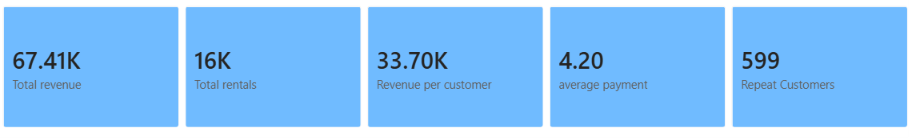 67.41K
Total revenue
16K
Total rentals
33.70K
Revenue per customer
4.20
average payment
599
Repeat Customers